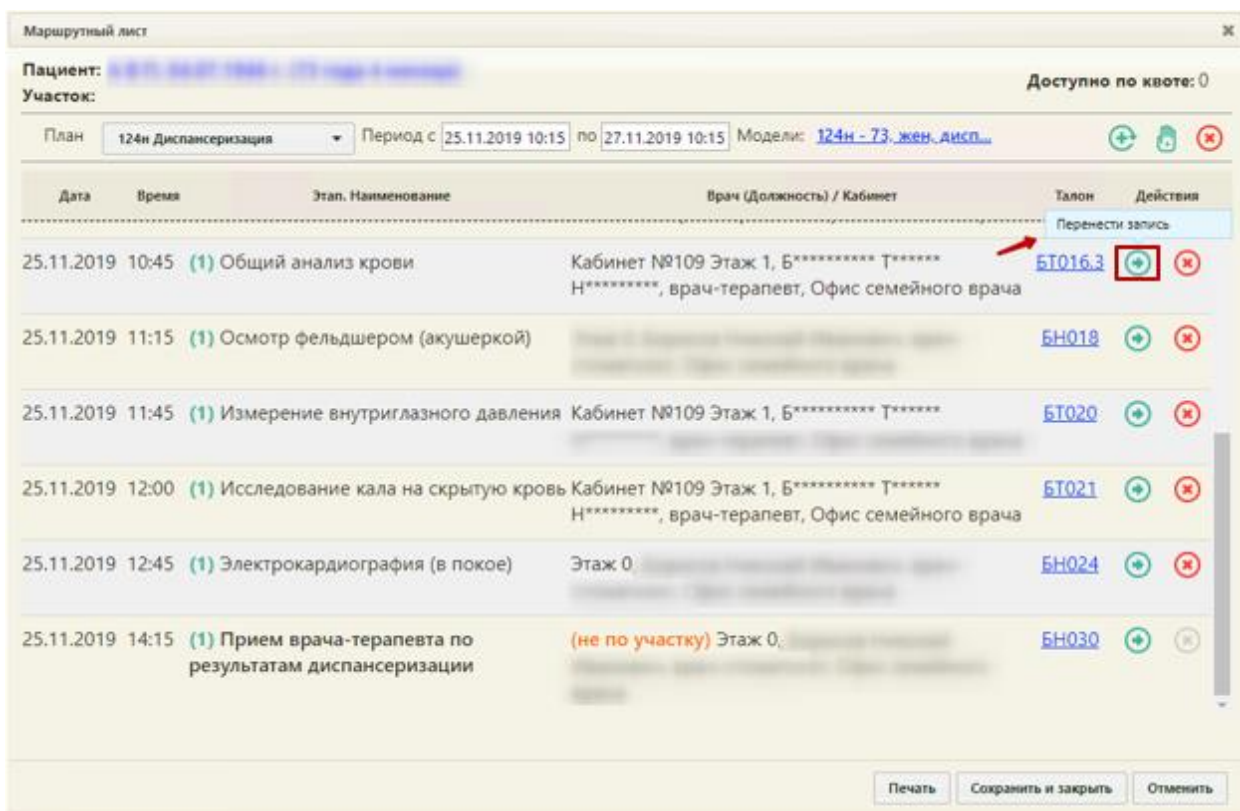 Маршрутный лист
Пациент:
Участок:
Доступно по квоте: 0
План 124н Диспансеризация Период с 25.11.2019 10:15 по 27.11.2019 10:15 Модели: 124н - 73, жен, дисп...
Дата Время Этап. Наименование Врач (Должность) / Кабинет Талон Действия
Перенести запись
25.11.2019 10:45 (1) Общий анализ крови Кабинет №109 Этаж 1, Б********** Т****** БТ016.3
Н*********, врач-терапевт, Офис семейного врача
25.11.2019 11:15 (1) Осмотр фельдшером (акушеркой) БН018
25.11.2019 11:45 (1) Измерение внутриглазного давления Кабинет №109 Этаж 1, Б********** Т****** БТ020
25.11.2019 12:00 (1) Исследование кала на скрытую кровь Кабинет №109 Этаж 1, Б********** Т****** БТ021
Н*********, врач-терапевт, Офис семейного врача
25.11.2019 12:45 (1) Электрокардиография (в покое) Этаж 0, БН024
25.11.2019 14:15 (1) Прием врача-терапевта по (не по участку) Этаж 0, БН030
результатам диспансеризации
Печать Сохранить и закрыть Отменить